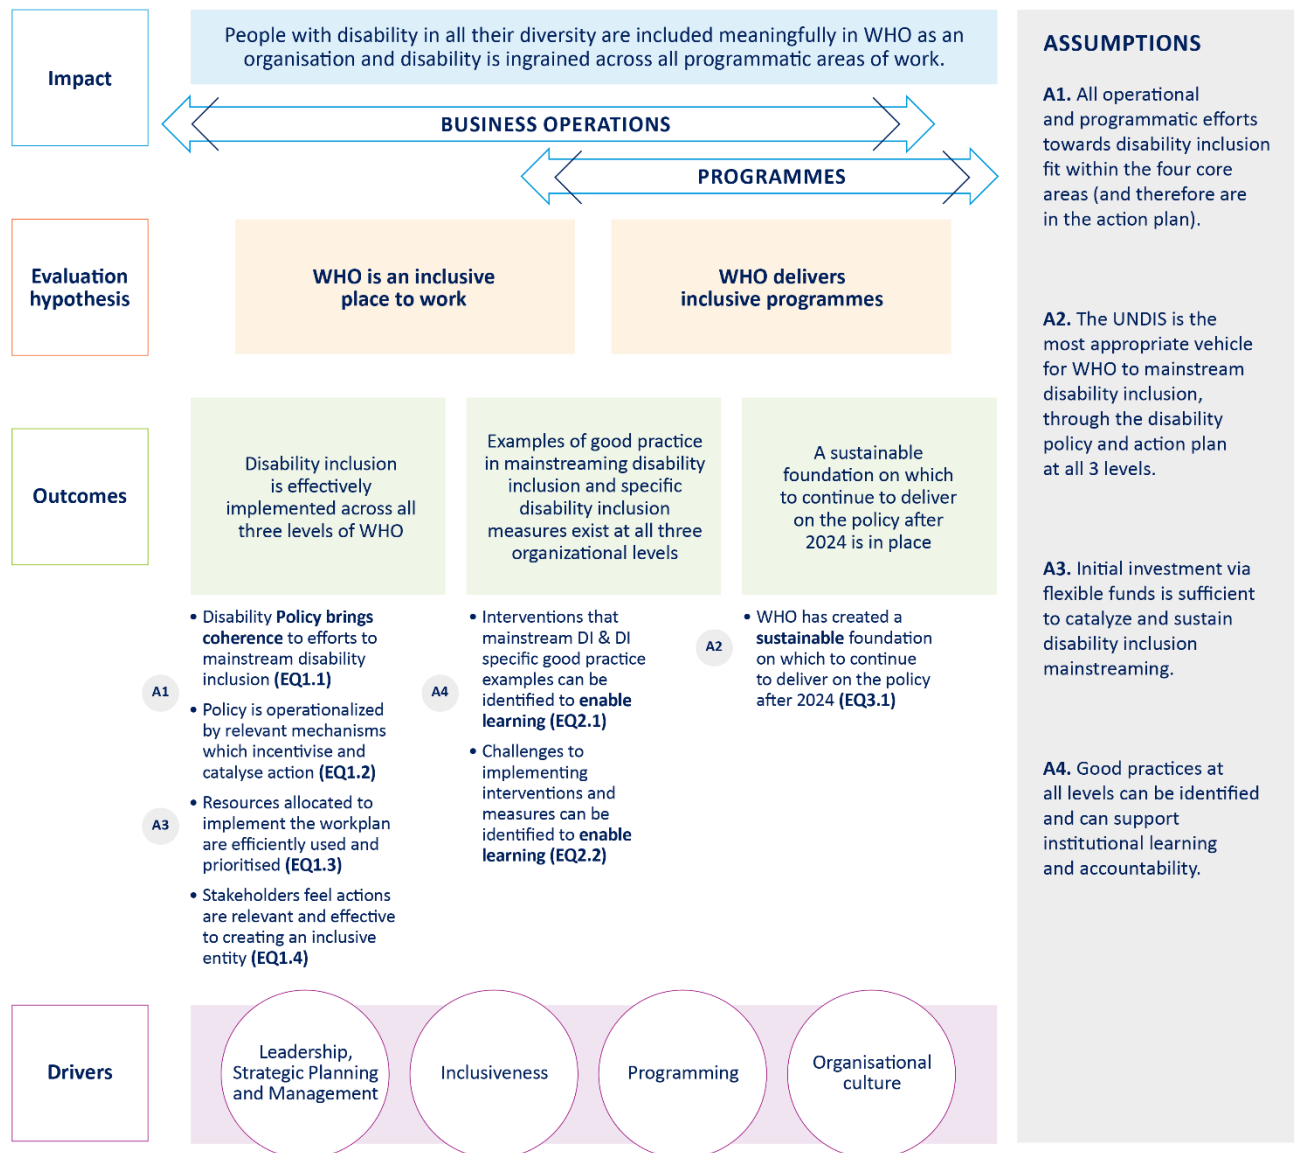 Impact
People with disability in all their diversity are included meaningfully in WHO as an
organisation and disability is ingrained across all programmatic areas of work.
BUSINESS OPERATIONS
PROGRAMMES
Evaluation
hypothesis
WHO is an inclusive
place to work
WHO delivers
inclusive programmes
Outcomes
Disability inclusion
is effectively
implemented across all
three levels of WHO
Examples of good practice
in mainstreaming disability
inclusion and specific
disability inclusion
measures exist at all three
organizational levels
A sustainable
foundation on which
to continue to deliver
on the policy after
2024 is in place
A1
A3
• Disability Policy brings
coherence to efforts to
mainstream disability
inclusion (EQ1.1)
• Policy is operationalized
by relevant mechanisms
which incentivise and
catalyse action (EQ1.2)
• Resources allocated to
implement the workplan
are efficiently used and
prioritised (EQ1.3)
• Stakeholders feel actions
are relevant and effective
to creating an inclusive
entity (EQ1.4)
A4
• Interventions that
mainstream DI & DI
specific good practice
examples can be
identified to enable
learning (EQ2.1)
• Challenges to
implementing
interventions and
measures can be
identified to enable
learning (EQ2.2)
A2
• WHO has created a
sustainable foundation
on which to continue
to deliver on the policy
after 2024 (EQ3.1)
Drivers
Leadership,
Strategic Planning
and Management
Inclusiveness
Programming
Organisational
culture
ASSUMPTIONS
A1. All operational
and programmatic efforts
towards disability inclusion
fit within the four core
areas (and therefore are
in the action plan).
A2. The UNDIS is the
most appropriate vehicle
for WHO to mainstream
disability inclusion,
through the disability
policy and action plan
at all 3 levels.
A3. Initial investment via
flexible funds is sufficient
to catalyze and sustain
disability inclusion
mainstreaming.
A4. Good practices at
all levels can be identified
and can support
institutional learning
and accountability.